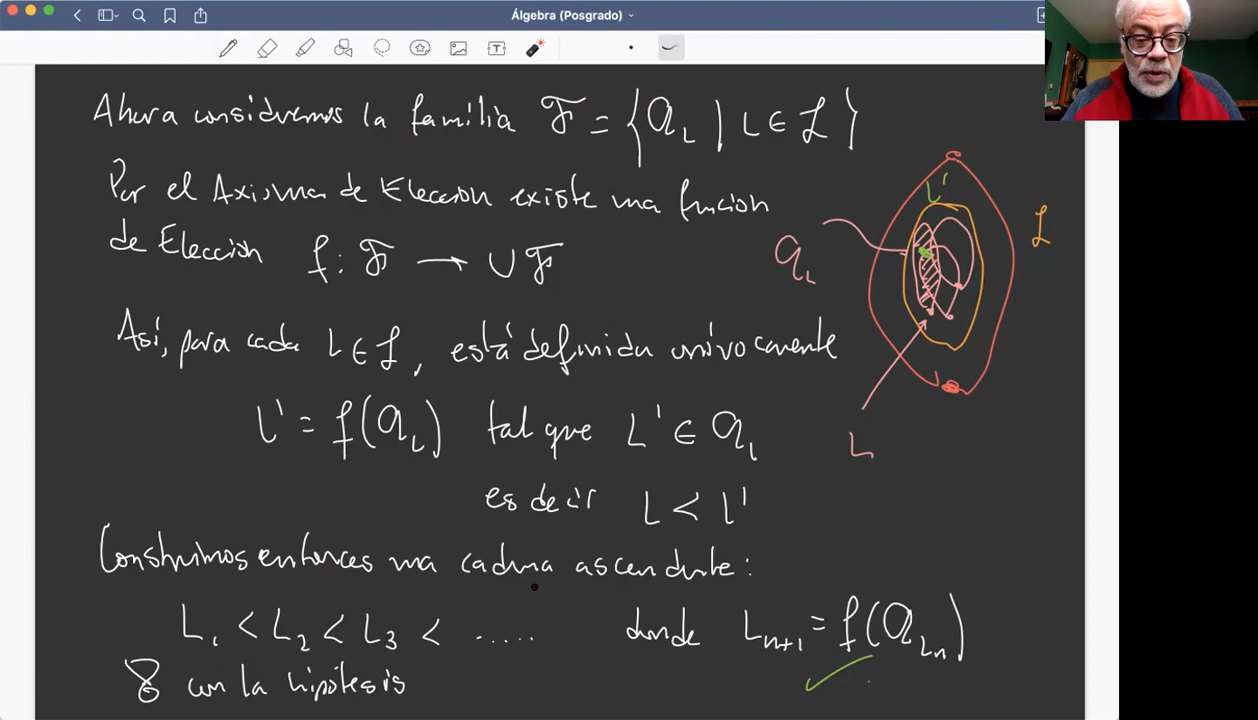 Álgebra (Posgrado)
Ahora consideremos la familia ℱ = { 𝒜_L | L ∈ ℒ }
Por el Axioma de Elección existe una función
de Elección f: ℱ → ∪ ℱ
Así, para cada L ∈ ℒ, está definida univocamente
L' = f(𝒜_L) tal que L' ∈ 𝒜_L
es decir L < L'
Construimos entonces una cadena ascendente:
L₁ < L₂ < L₃ < ..... donde L_{n+1} = f(𝒜_{L_n})
con la hipótesis
L'
ℒ
𝒜_L
L